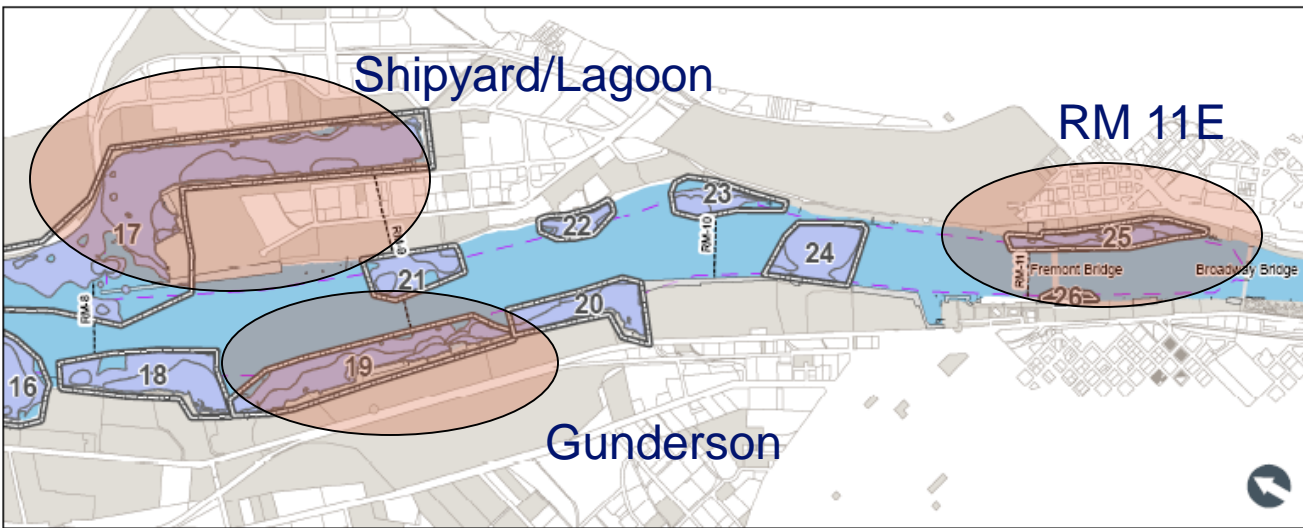 Shipyard/Lagoon
RM 11E
17
RM-9
22
23
RM-10
24
25
RM-11
Fremont Bridge
Broadway Bridge
26
21
RM-8
20
16
18
19
Gunderson